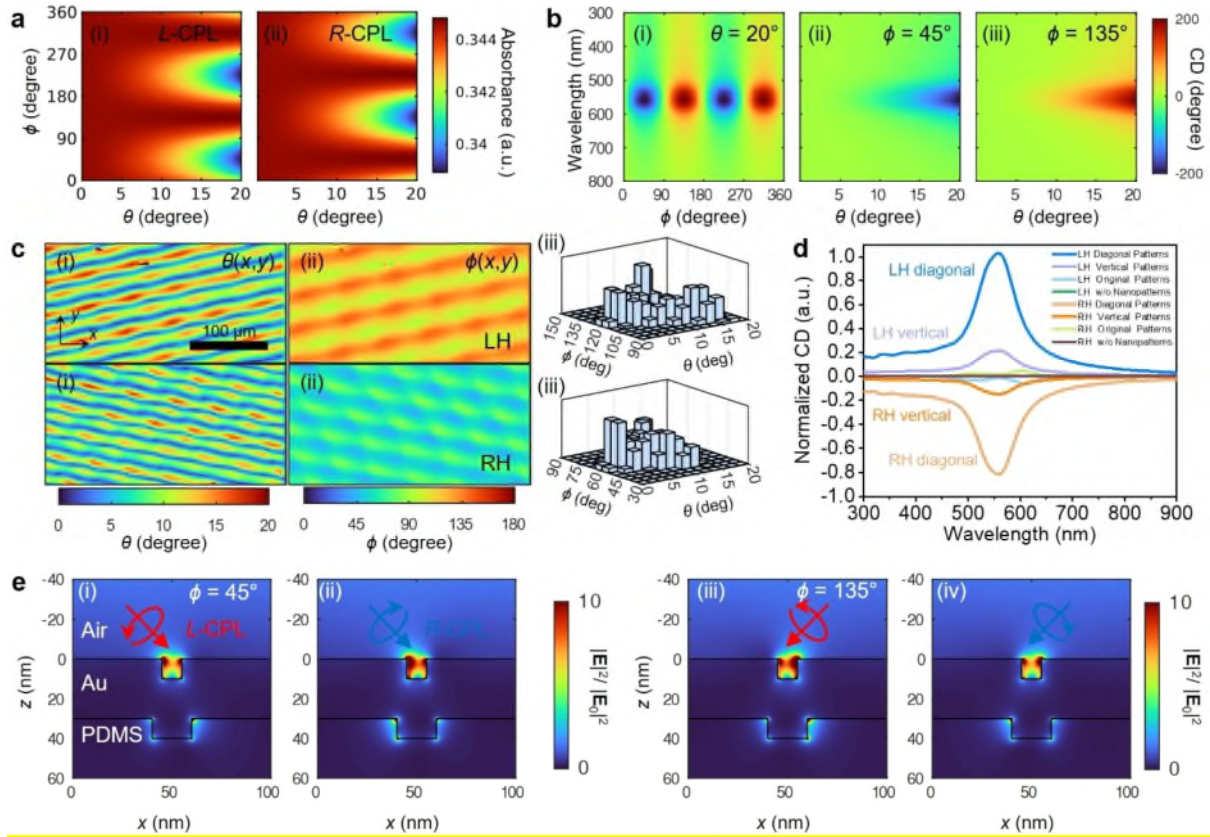 a
(i) L-CPL
(ii) R-CPL
360
270
180
90
0
ϕ (degree)
0 5 10 15 20
θ (degree)
0 5 10 15 20
θ (degree)
0.344
0.342
0.34
Absorbance (a.u.)
b
(i) θ = 20°
(ii) ϕ = 45°
(iii) ϕ = 135°
300
400
500
600
700
800
Wavelength (nm)
0 90 180 270 360
ϕ (degree)
0 5 10 15 20
θ (degree)
0 5 10 15 20
θ (degree)
200
0
-200
CD (degree)
c
(i) θ(x,y)
y
x
100 μm
(ii) ϕ(x,y)
LH
(i)
(ii)
RH
0 5 10 15 20
θ (degree)
0 45 90 135 180
ϕ (degree)
(iii)
150
135
120
105
90
ϕ (deg)
0 5 10 15 20
θ (deg)
(iii)
90
75
60
45
30
ϕ (deg)
0 5 10 15 20
θ (deg)
d
Normalized CD (a.u.)
1.0
0.8
0.6
0.4
0.2
0.0
-0.2
-0.4
-0.6
-0.8
-1.0
LH diagonal
LH vertical
RH vertical
RH diagonal
LH Diagonal Patterns
LH Vertical Patterns
LH Original Patterns
LH w/o Nanopatterns
RH Diagonal Patterns
RH Vertical Patterns
RH Original Patterns
RH w/o Nanopatterns
300 400 500 600 700 800 900
Wavelength (nm)
e
(i) ϕ = 45°
L-CPL
Air
Au
PDMS
-40
-20
0
20
40
60
z (nm)
0 50 100
x (nm)
(ii)
R-CPL
0 50 100
x (nm)
10
0
|E|²/ |E₀|²
(iii) ϕ = 135°
-40
-20
0
20
40
60
z (nm)
0 50 100
x (nm)
(iv)
0 50 100
x (nm)
10
0
|E|²/ |E₀|²